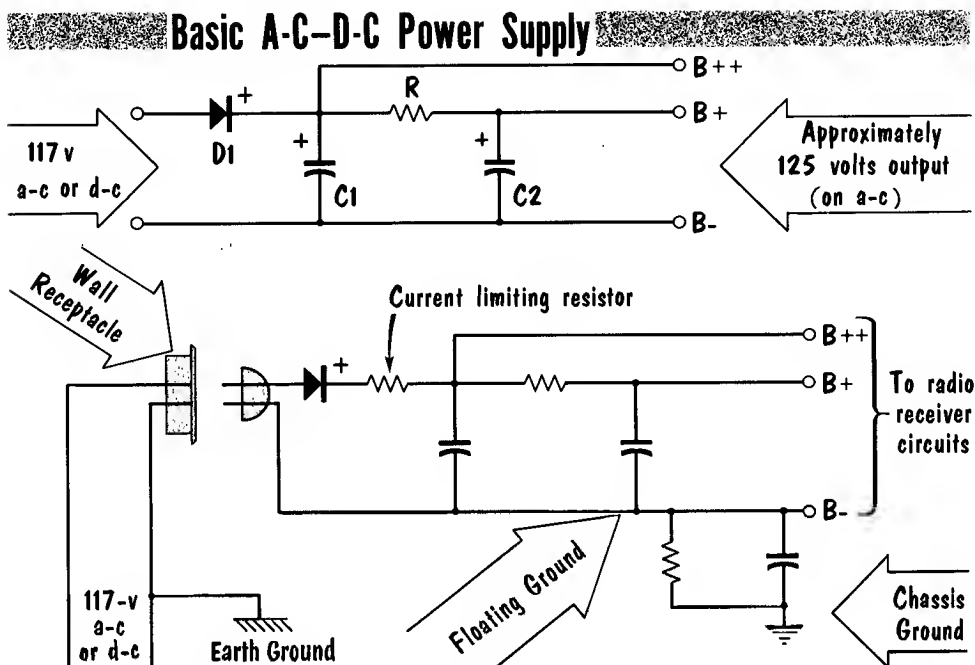 Basic A-C–D-C Power Supply
B++
R
+
+
+
B+
D1
C1
C2
B-
117 v
a-c or d-c
Approximately
125 volts output
(on a-c)
Wall
Receptacle
Current limiting resistor
+
B++
B+
B-
To radio
receiver
circuits
Floating Ground
117-v
a-c
or d-c
Earth Ground
Chassis
Ground